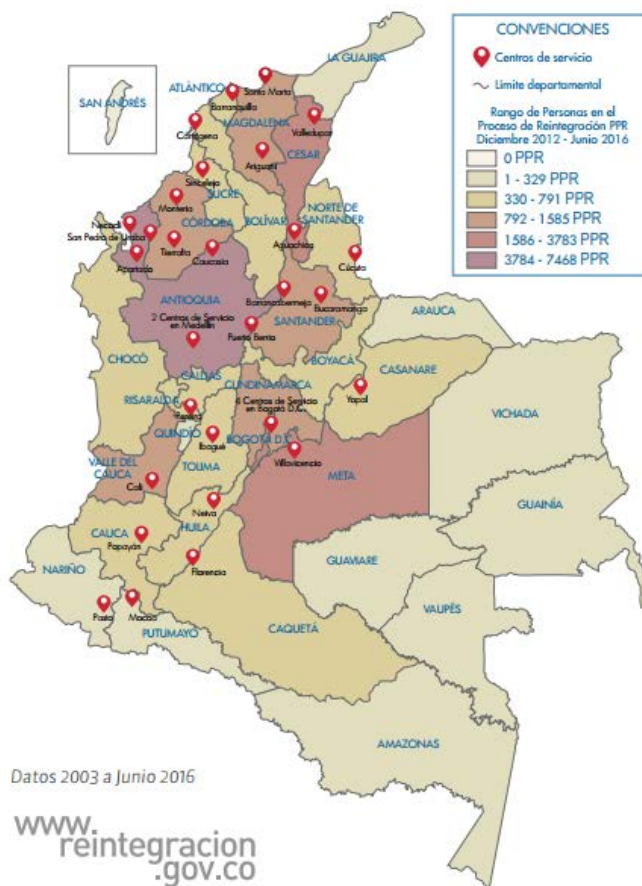 CONVENCIONES
Centros de servicio
Limite departamental
Rango de Personas en el
Proceso de Reintegración PPR
Diciembre 2012 - Junio 2016
0 PPR
1 - 329 PPR
330 - 791 PPR
792 - 1585 PPR
1586 - 3783 PPR
3784 - 7468 PPR
SAN ANDRÉS
LA GUAJIRA
ATLÁNTICO
Santa Marta
Barranquilla
MAGDALENA
Valledupar
Cartagena
CESAR
Ariguaní
Sincelejo
SUCRE
Montería
NORTE DE
SANTANDER
Necoclí
CÓRDOBA
BOLÍVAR
San Pedro de Urabá
Tierralta
Aguachica
Apartadó
Caucasia
Cúcuta
ANTIOQUIA
Barrancabermeja
Bucaramanga
2 Centros de Servicio
en Medellín
SANTANDER
ARAUCA
Puerto Berrío
CHOCÓ
BOYACÁ
CASANARE
CALDAS
CUNDINAMARCA
RISARALDA
4 Centros de Servicio
en Bogotá D.C.
Yopal
Pereira
VICHADA
QUINDÍO
BOGOTÁ D.C.
Ibagué
Villavicencio
VALLE DEL
CAUCA
TOLIMA
META
Cali
GUAINÍA
Neiva
CAUCA
HUILA
Popayán
GUAVIARE
NARIÑO
Florencia
VAUPÉS
Pasto
Mocoa
CAQUETÁ
PUTUMAYO
AMAZONAS
Datos 2003 a Junio 2016
www.
reintegracion
.gov.co